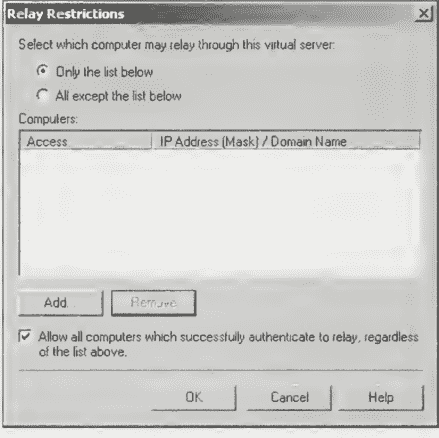 Relay Restrictions
Select which computer may relay through this virtual server:
Only the list below
All except the list below
Computers:
Access IP Address (Mask) / Domain Name
Add... Remove
Allow all computers which successfully authenticate to relay, regardless
of the list above.
OK Cancel Help